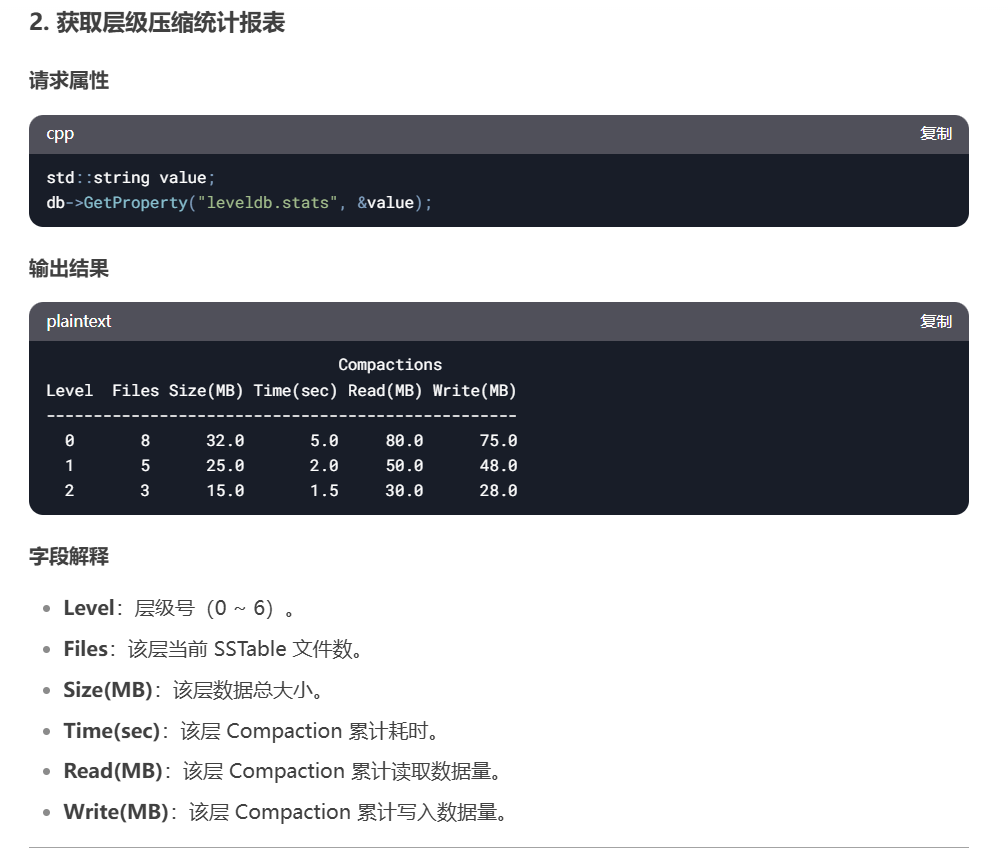 2. 获取层级压缩统计报表
请求属性
cpp 复制
std::string value;
db->GetProperty("leveldb.stats", &value);
输出结果
plaintext 复制
                               Compactions
Level  Files Size(MB) Time(sec) Read(MB) Write(MB)
--------------------------------------------------
  0       8      32.0       5.0     80.0      75.0
  1       5      25.0       2.0     50.0      48.0
  2       3      15.0       1.5     30.0      28.0
字段解释
• Level：层级号（0 ~ 6）。
• Files：该层当前 SSTable 文件数。
• Size(MB)：该层数据总大小。
• Time(sec)：该层 Compaction 累计耗时。
• Read(MB)：该层 Compaction 累计读取数据量。
• Write(MB)：该层 Compaction 累计写入数据量。